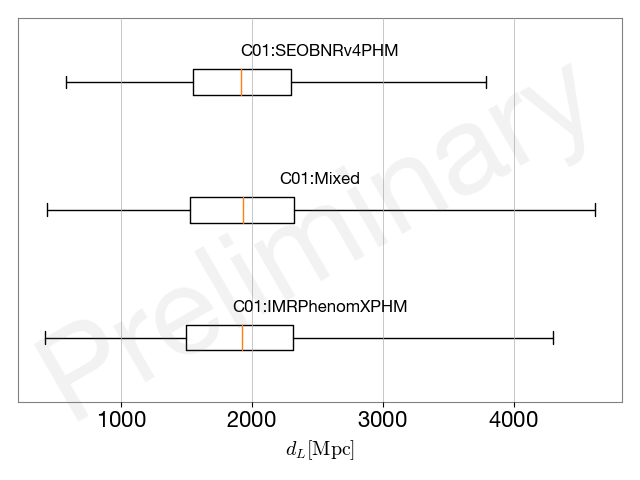 C01:SEOBNRv4PHM
C01:Mixed
C01:IMRPhenomXPHM
Preliminary
1000 2000 3000 4000
d_L[Mpc]